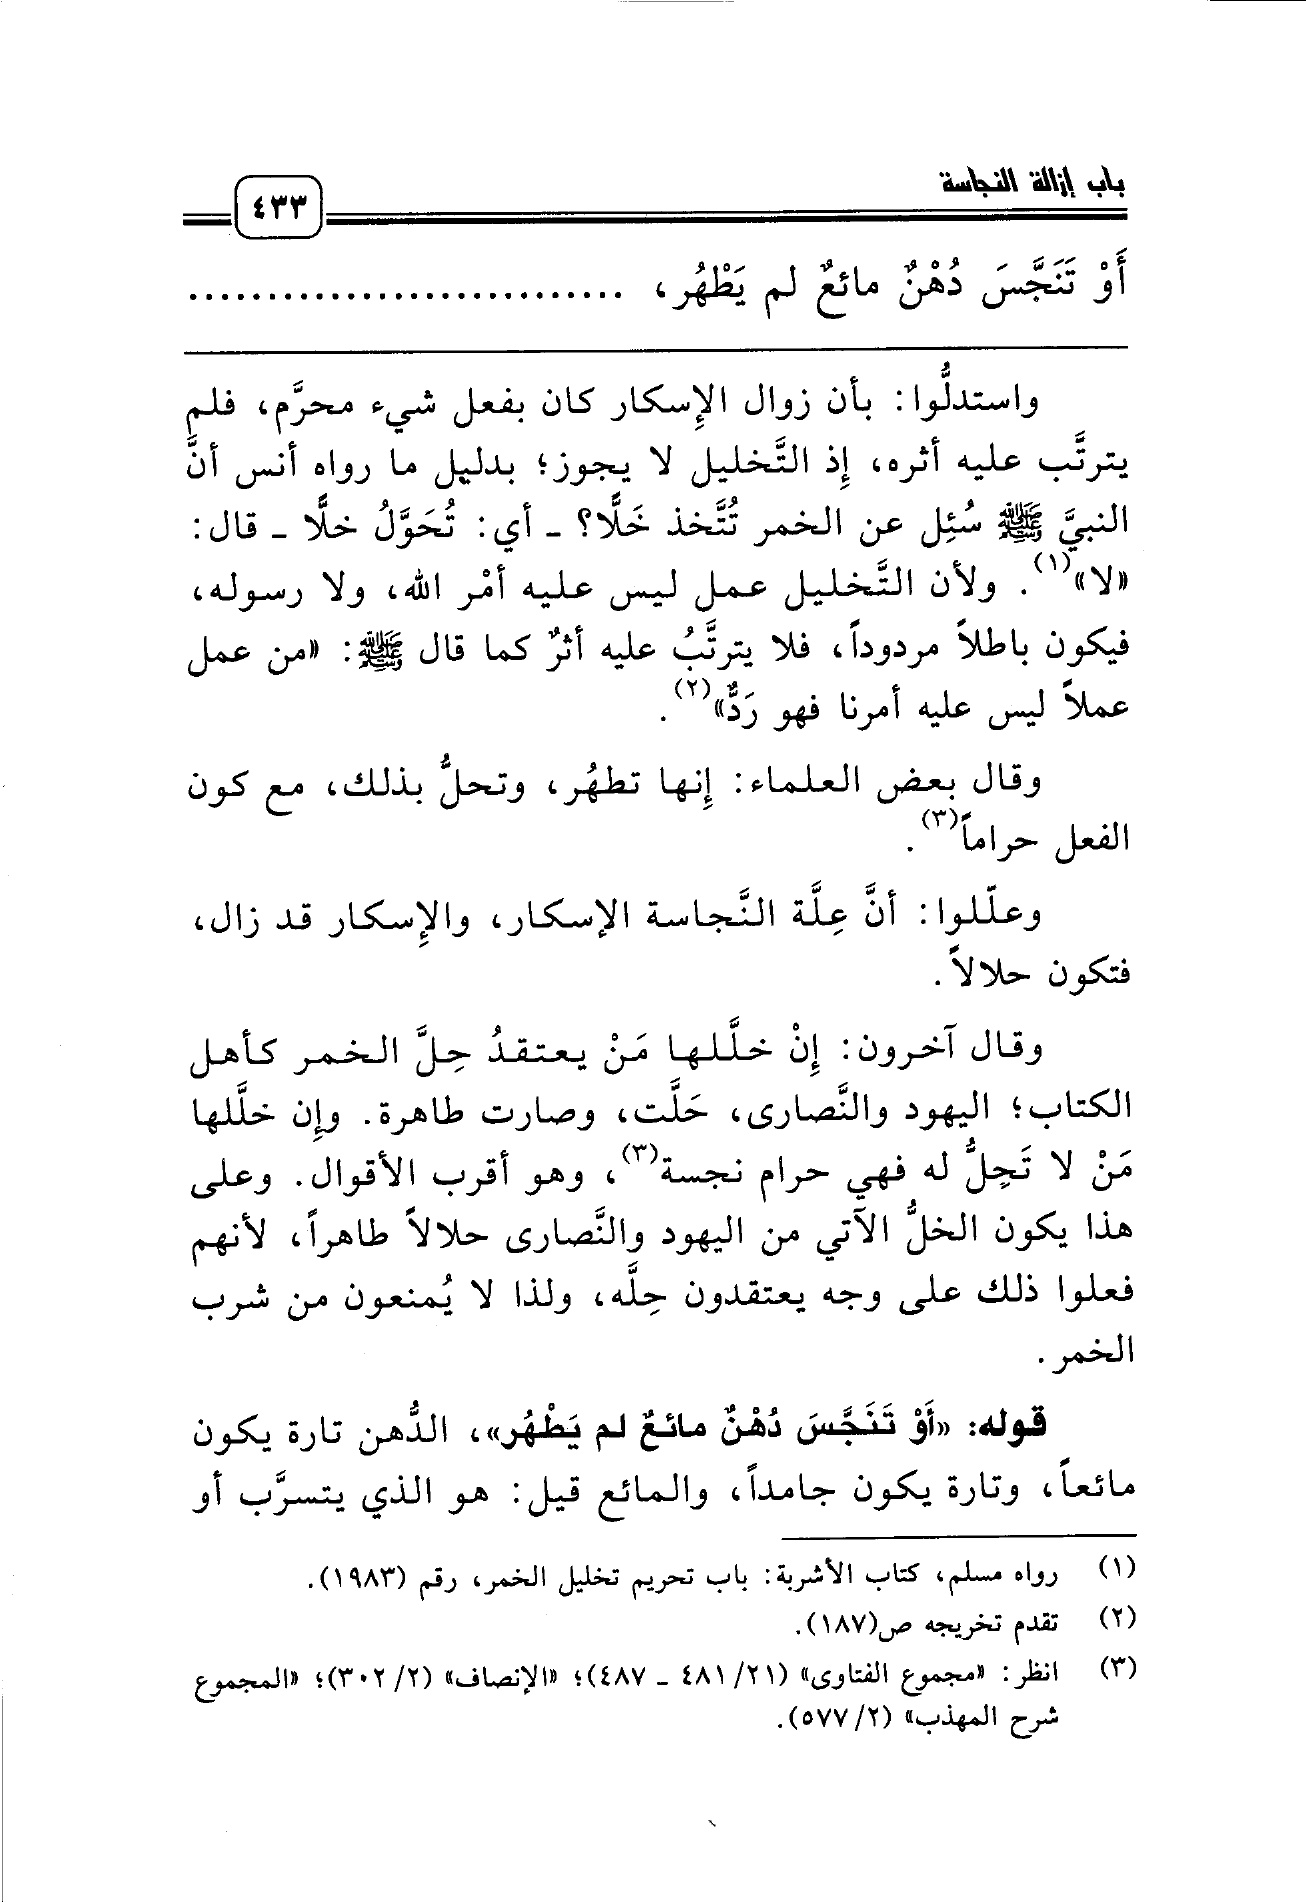 باب إزالة النجاسة
٤٣٣
أَوْ تَنَجَّسَ دُهْنٌ مائعٌ لم يَطْهُر، ............................
واستدلُّوا: بأن زوال الإِسكار كان بفعل شيء محرَّم، فلم
يترتَّب عليه أثره، إِذ التَّخليل لا يجوز؛ بدليل ما رواه أنس أنَّ
النبيَّ ﷺ سُئِل عن الخمر تُتَّخذ خَلًّا؟ ـ أي: تُحَوَّلُ خلًّا ـ قال:
«لا»(١). ولأن التَّخليل عمل ليس عليه أمْر الله، ولا رسوله،
فيكون باطلاً مردوداً، فلا يترتَّبُ عليه أثرٌ كما قال ﷺ: «من عمل
عملاً ليس عليه أمرنا فهو رَدٌّ»(٢).
وقال بعض العلماء: إِنها تطهُر، وتحلُّ بذلك، مع كون
الفعل حراماً(٣).
وعلّلوا: أنَّ عِلَّة النَّجاسة الإسكار، والإِسكار قد زال،
فتكون حلالاً.
وقال آخرون: إِنْ خلَّلها مَنْ يعتقدُ حِلَّ الخمر كأهل
الكتاب؛ اليهود والنَّصارى، حَلَّت، وصارت طاهرة. وإِن خلَّلها
مَنْ لا تَحِلُّ له فهي حرام نجسة(٣)، وهو أقرب الأقوال. وعلى
هذا يكون الخلُّ الآتي من اليهود والنَّصارى حلالاً طاهراً، لأنهم
فعلوا ذلك على وجه يعتقدون حِلَّه، ولذا لا يُمنعون من شرب
الخمر.
قوله: «أَوْ تَنَجَّسَ دُهْنٌ مائعٌ لم يَطْهُر»، الدُّهن تارة يكون
مائعاً، وتارة يكون جامداً، والمائع قيل: هو الذي يتسرَّب أو
(١) رواه مسلم، كتاب الأشربة: باب تحريم تخليل الخمر، رقم (١٩٨٣).
(٢) تقدم تخريجه ص(١٨٧).
(٣) انظر: «مجموع الفتاوى» (٢١/ ٤٨١ ـ ٤٨٧)؛ «الإنصاف» (٢/ ٣٠٢)؛ «المجموع
شرح المهذب» (٢/ ٥٧٧).